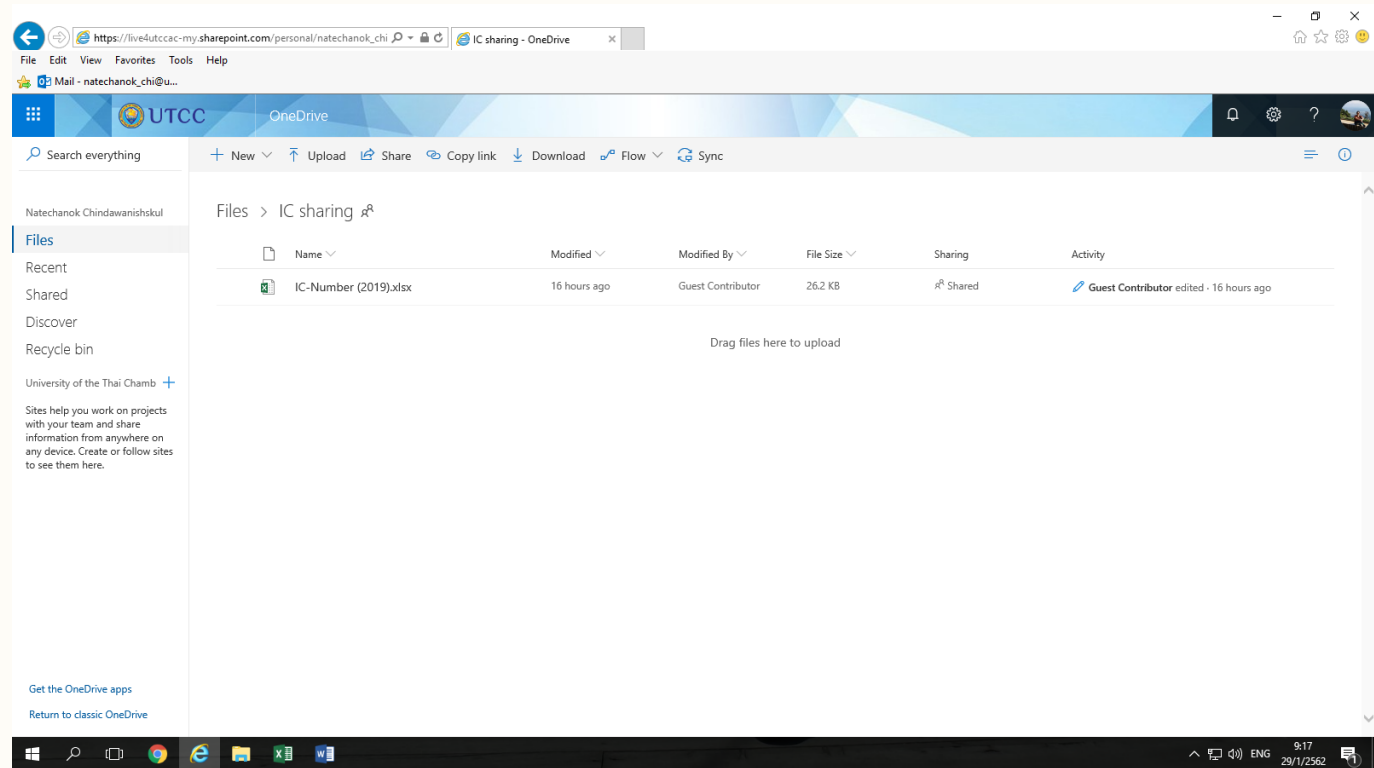 https://live4utccac-my.sharepoint.com/personal/natechanok_chi
IC sharing - OneDrive
File Edit View Favorites Tools Help
Mail - natechanok_chi@u...
UTCC
OneDrive
?
Search everything
New
Upload
Share
Copy link
Download
Flow
Sync
Natechanok Chindawanishskul
Files
Recent
Shared
Discover
Recycle bin
University of the Thai Chamb
Sites help you work on projects
with your team and share
information from anywhere on
any device. Create or follow sites
to see them here.
Get the OneDrive apps
Return to classic OneDrive
Files > IC sharing
Name Modified Modified By File Size Sharing Activity
IC-Number (2019).xlsx 16 hours ago Guest Contributor 26.2 KB Shared Guest Contributor edited · 16 hours ago
Drag files here to upload
ENG
9:17
29/1/2562